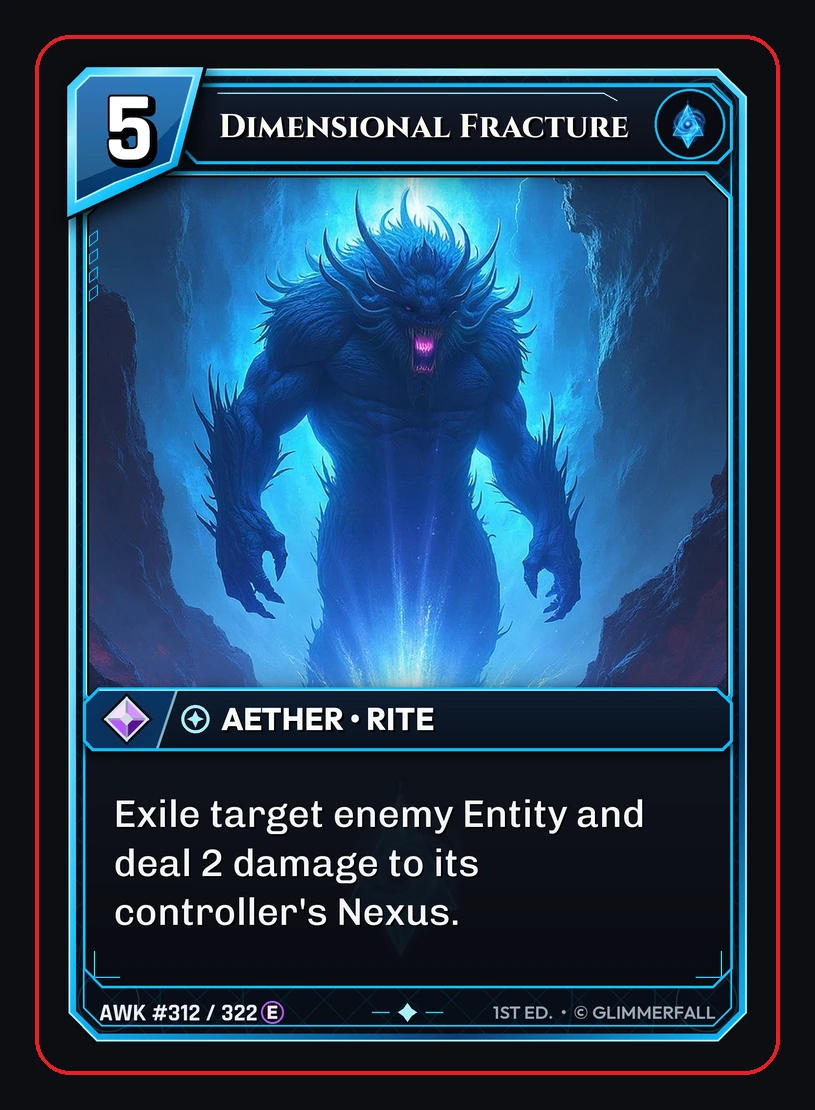 5
Dimensional Fracture
AETHER • RITE
Exile target enemy Entity and
deal 2 damage to its
controller's Nexus.
AWK #312 / 322 E
1ST ED. • © GLIMMERFALL